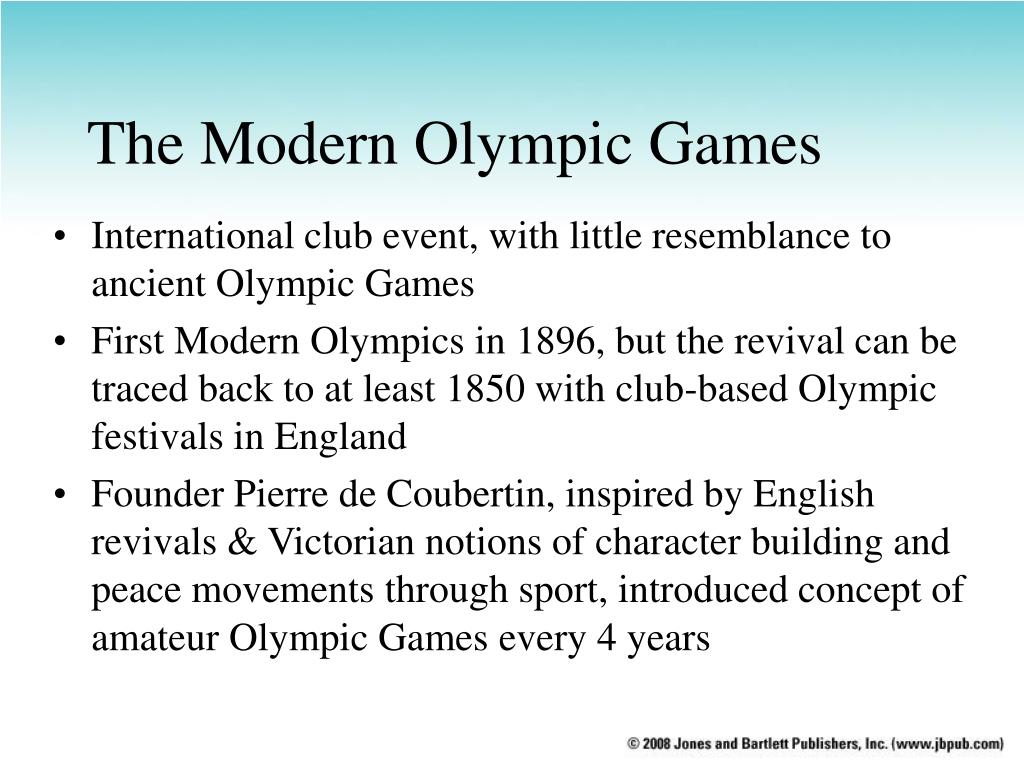 The Modern Olympic Games
• International club event, with little resemblance to
ancient Olympic Games
• First Modern Olympics in 1896, but the revival can be
traced back to at least 1850 with club-based Olympic
festivals in England
• Founder Pierre de Coubertin, inspired by English
revivals & Victorian notions of character building and
peace movements through sport, introduced concept of
amateur Olympic Games every 4 years
© 2008 Jones and Bartlett Publishers, Inc. (www.jbpub.com)